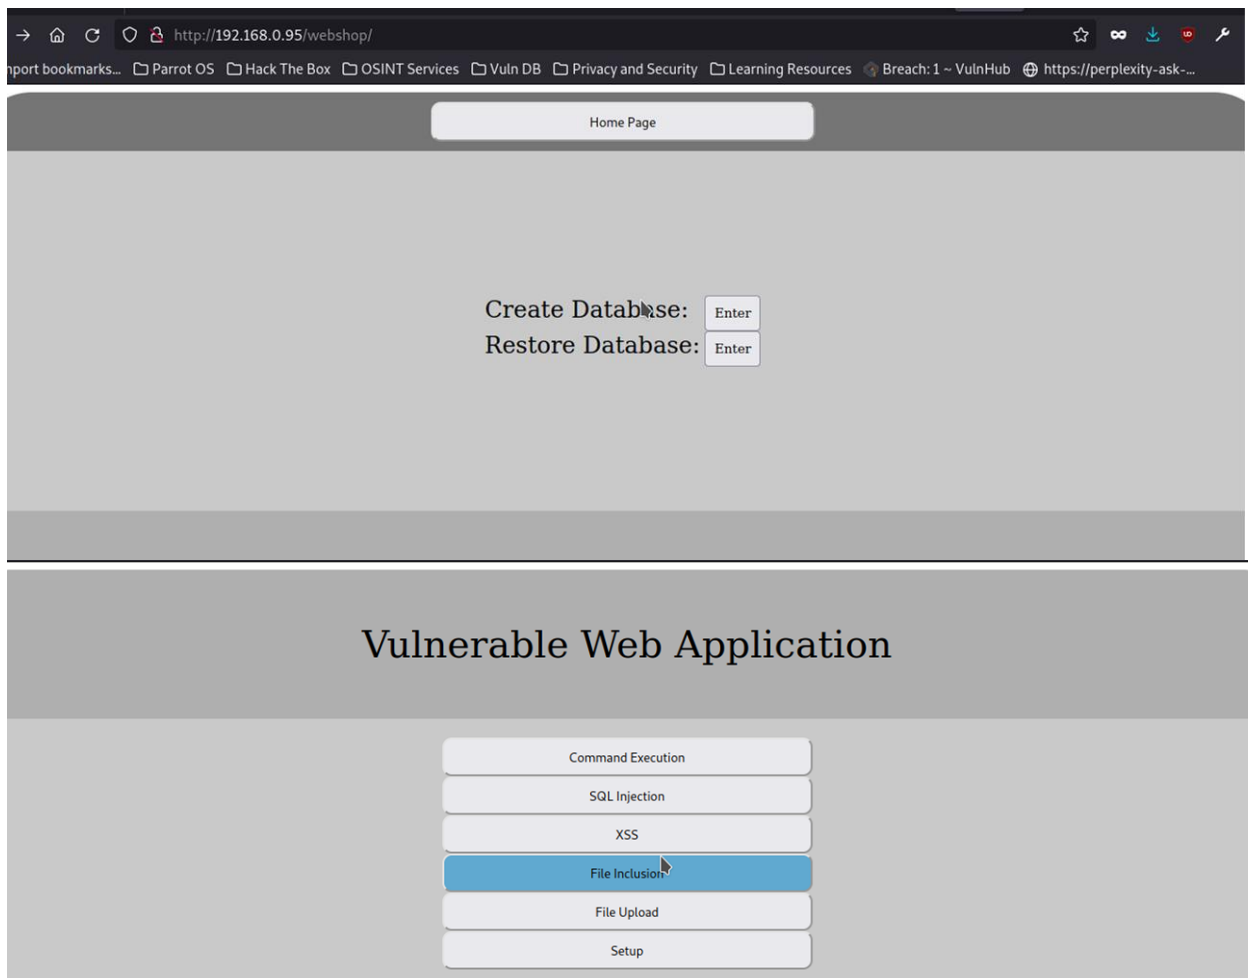 http://192.168.0.95/webshop/
nport bookmarks... Parrot OS Hack The Box OSINT Services Vuln DB Privacy and Security Learning Resources Breach: 1 ~ VulnHub https://perplexity-ask-...
Home Page
Create Database: Enter
Restore Database: Enter
Vulnerable Web Application
Command Execution
SQL Injection
XSS
File Inclusion
File Upload
Setup